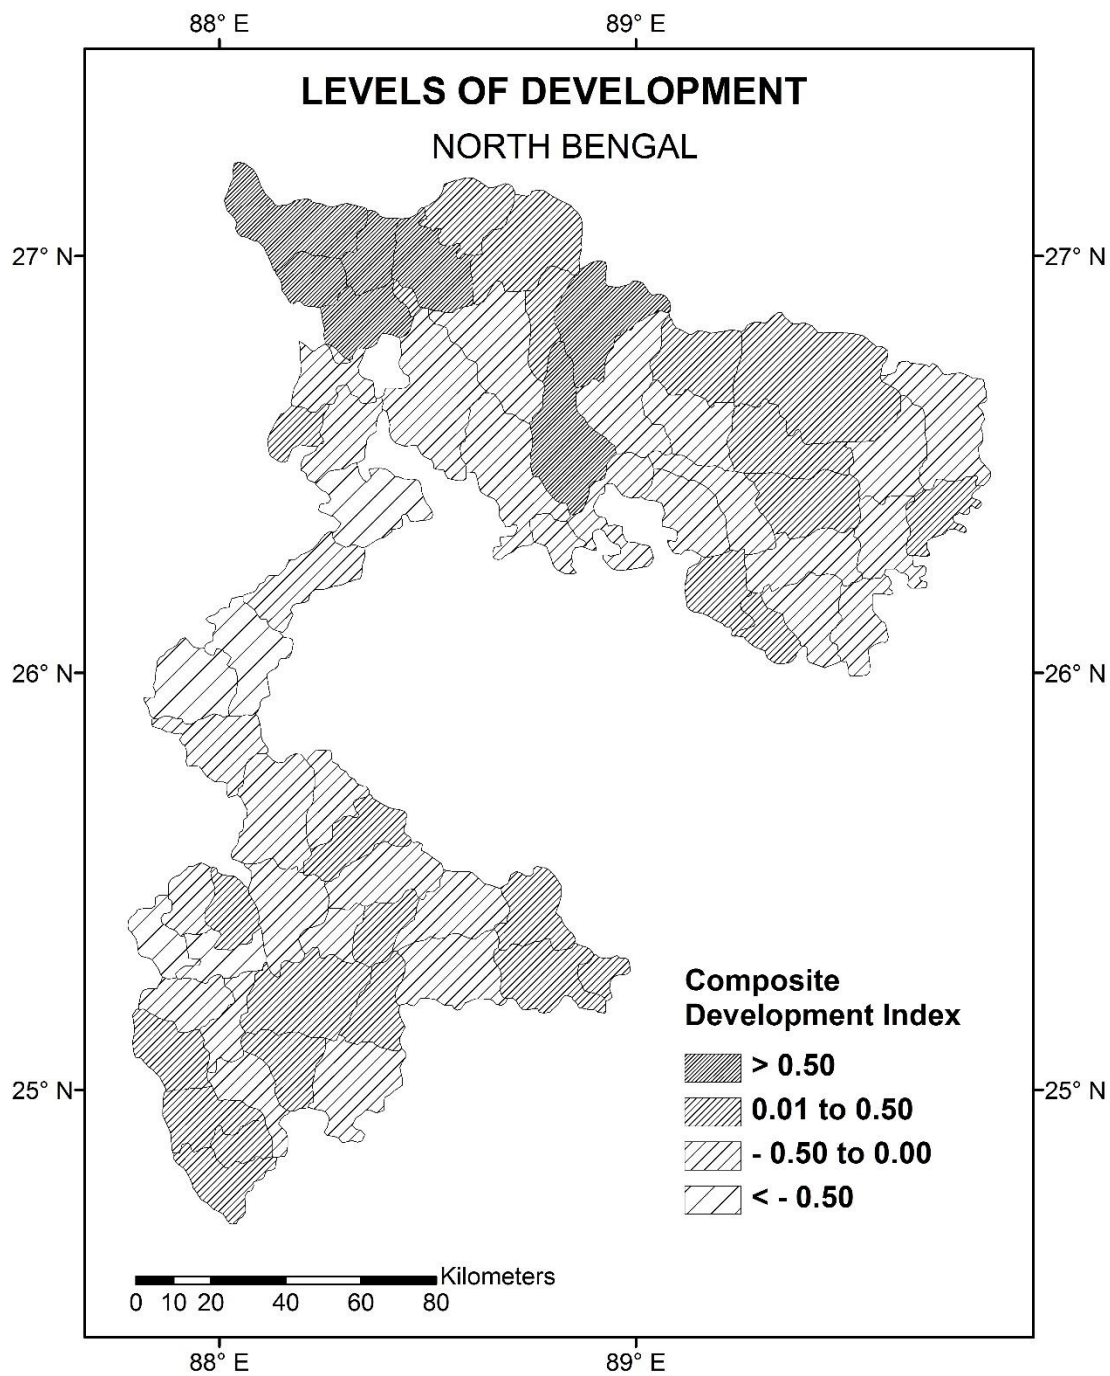 88° E 89° E
LEVELS OF DEVELOPMENT
NORTH BENGAL
27° N 27° N
26° N 26° N
Composite
Development Index
> 0.50
25° N 25° N
0.01 to 0.50
- 0.50 to 0.00
< - 0.50
Kilometers
0 10 20 40 60 80
88° E 89° E